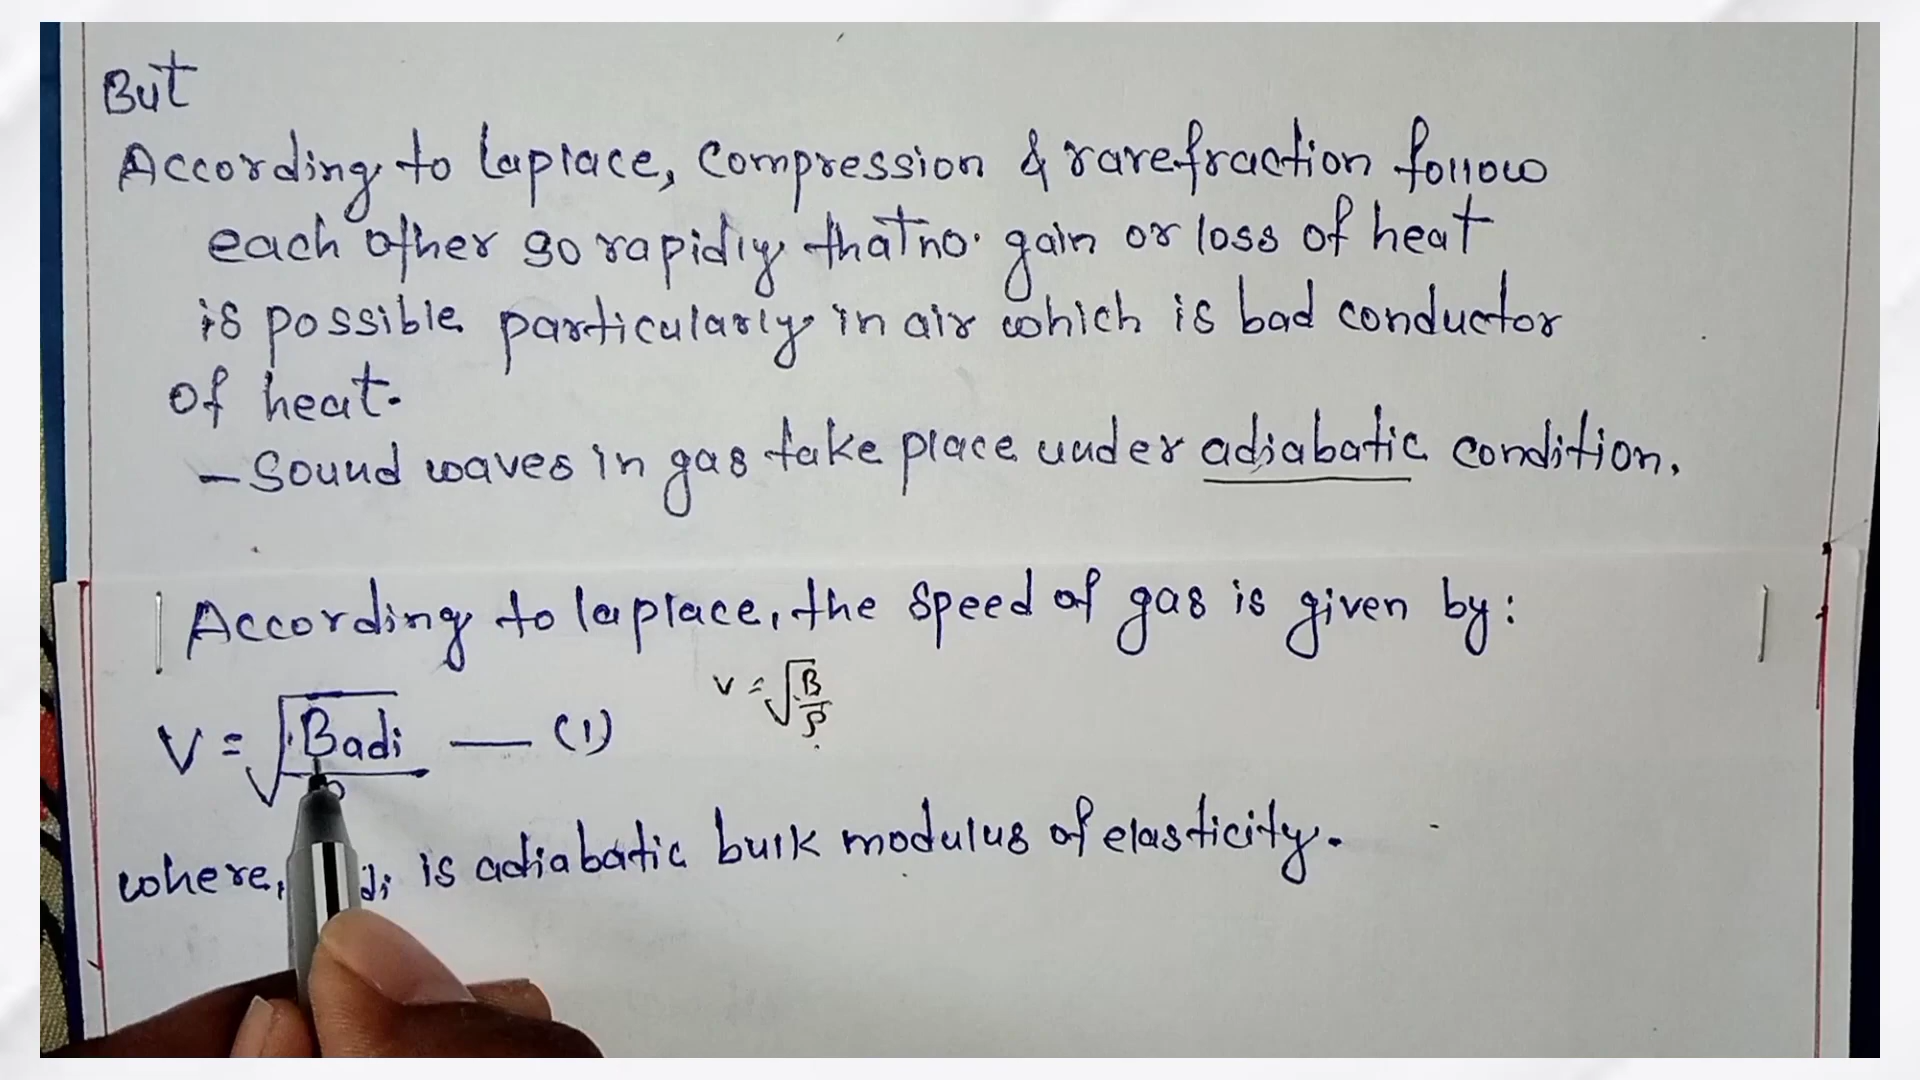 But
According to laplace, compression & rarefraction follow
each other so rapidly that no gain or loss of heat
is possible particularly in air which is bad conductor
of heat.
- Sound waves in gas take place under adiabatic condition.
According to laplace, the speed of gas is given by:
V = √B/ρ
V = √Badi — (1)
where, is adiabatic bulk modulus of elasticity.